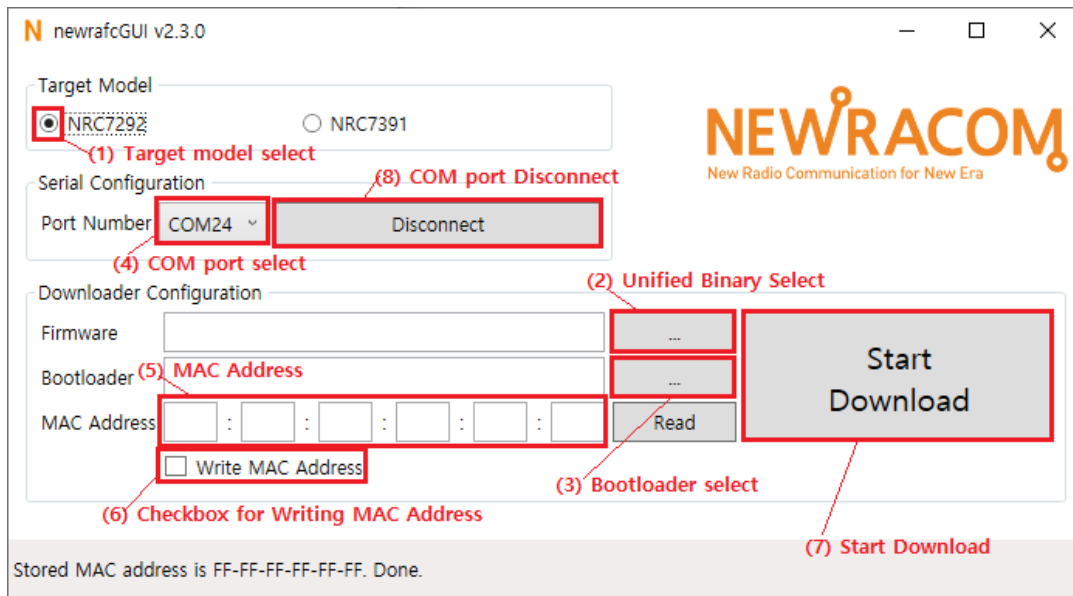 N newrafcGUI v2.3.0
Target Model
NRC7292
NRC7391
(1) Target model select
NEWRACOM
New Radio Communication for New Era
Serial Configuration
(8) COM port Disconnect
Port Number
COM24
Disconnect
(4) COM port select
(2) Unified Binary Select
Downloader Configuration
Firmware
...
Start
Download
Bootloader
(5) MAC Address
...
MAC Address
: : : : :
Read
Write MAC Address
(3) Bootloader select
(6) Checkbox for Writing MAC Address
(7) Start Download
Stored MAC address is FF-FF-FF-FF-FF-FF. Done.